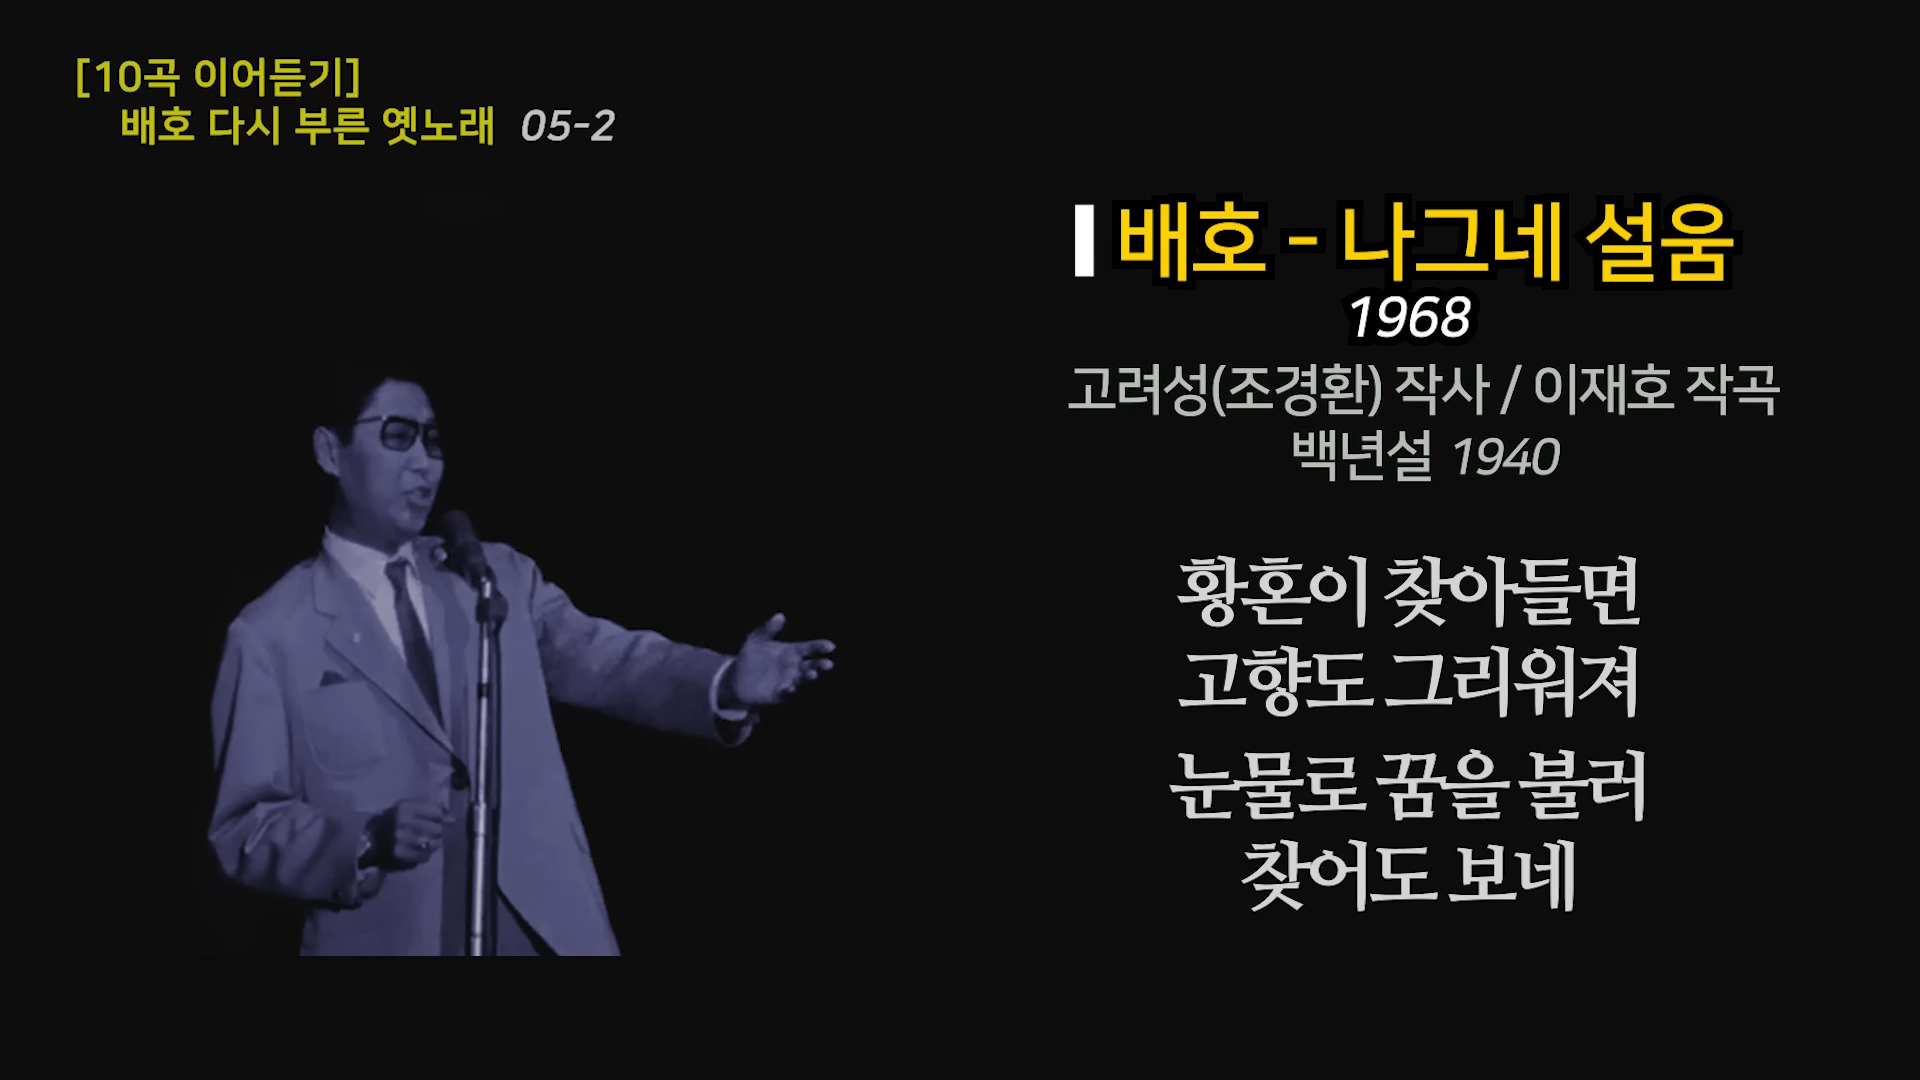 [10곡 이어듣기]
배호 다시 부른 옛노래 05-2
배호 - 나그네 설움
1968
고려성(조경환) 작사 / 이재호 작곡
백년설 1940
황혼이 찾아들면
고향도 그리워져
눈물로 꿈을 불러
찾어도 보네